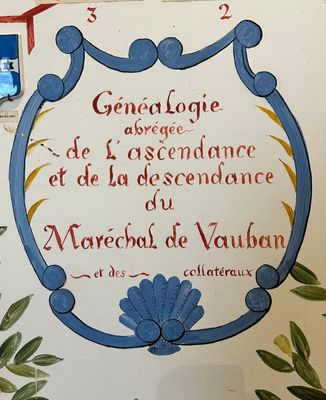 3 2
Généalogie
abrégée
de L'ascendance
et de la descendance
du
Maréchal de Vauban
et des collatéraux